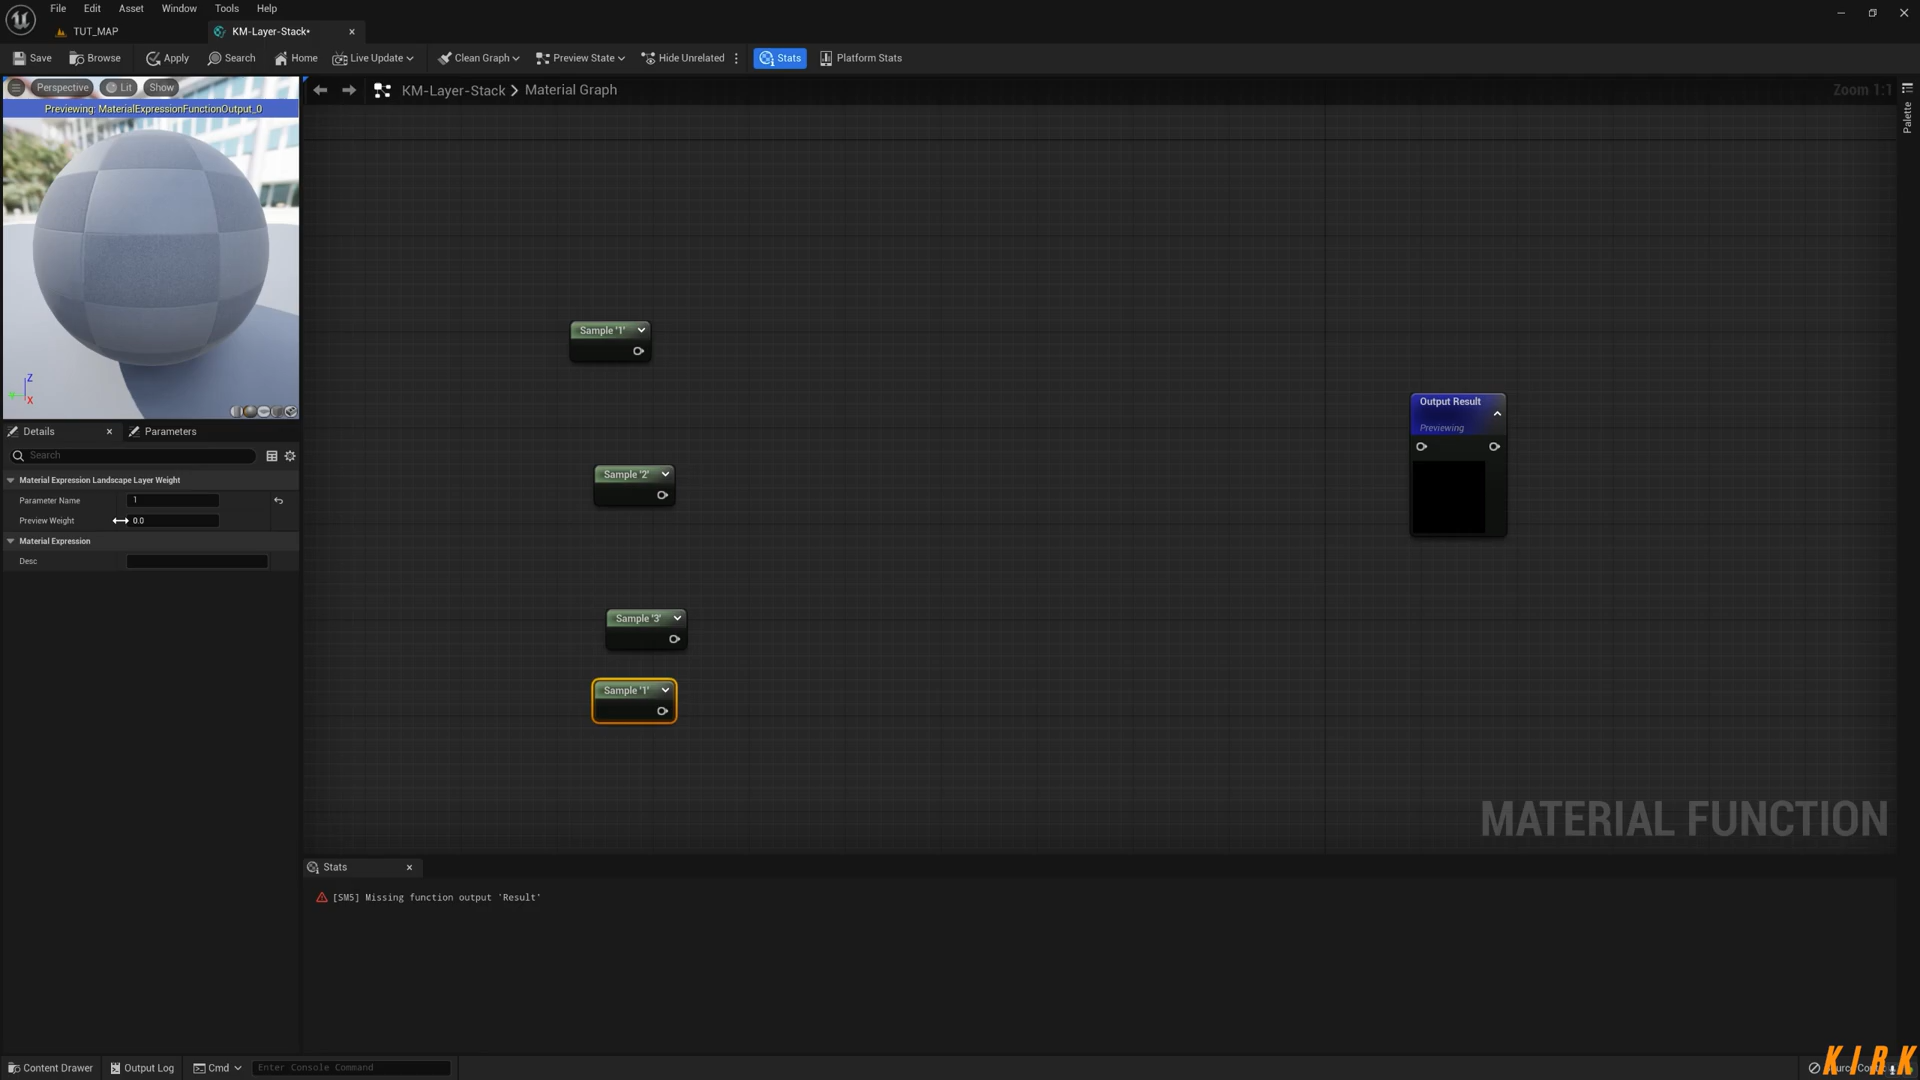 File Edit Asset Window Tools Help
TUT_MAP KM-Layer-Stack•
Save Browse Apply Search Home Live Update Clean Graph Preview State Hide Unrelated Stats Platform Stats
Perspective Lit Show
Previewing: MaterialExpressionFunctionOutput_0
KM-Layer-Stack > Material Graph
Zoom 1:1
Palette
Z
X
Details Parameters
Search
Material Expression Landscape Layer Weight
Parameter Name 1
Preview Weight 0.0
Material Expression
Desc
Sample '1'
Sample '2'
Sample '3'
Sample '1'
Output Result
Previewing
MATERIAL FUNCTION
Stats
[SM5] Missing function output 'Result'
Content Drawer Output Log Cmd Enter Console Command
KIRK